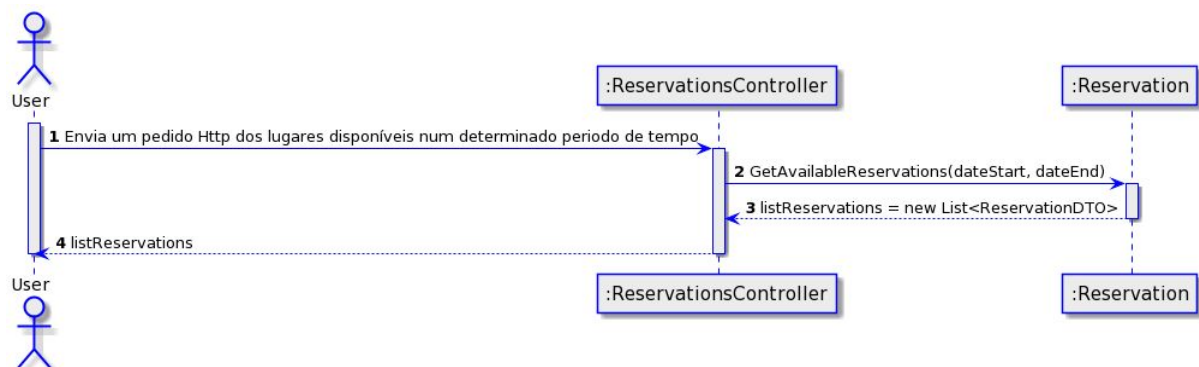 User
:ReservationsController
:Reservation
1 Envia um pedido Http dos lugares disponíveis num determinado periodo de tempo
2 GetAvailableReservations(dateStart, dateEnd)
3 listReservations = new List<ReservationDTO>
4 listReservations
User
:ReservationsController
:Reservation